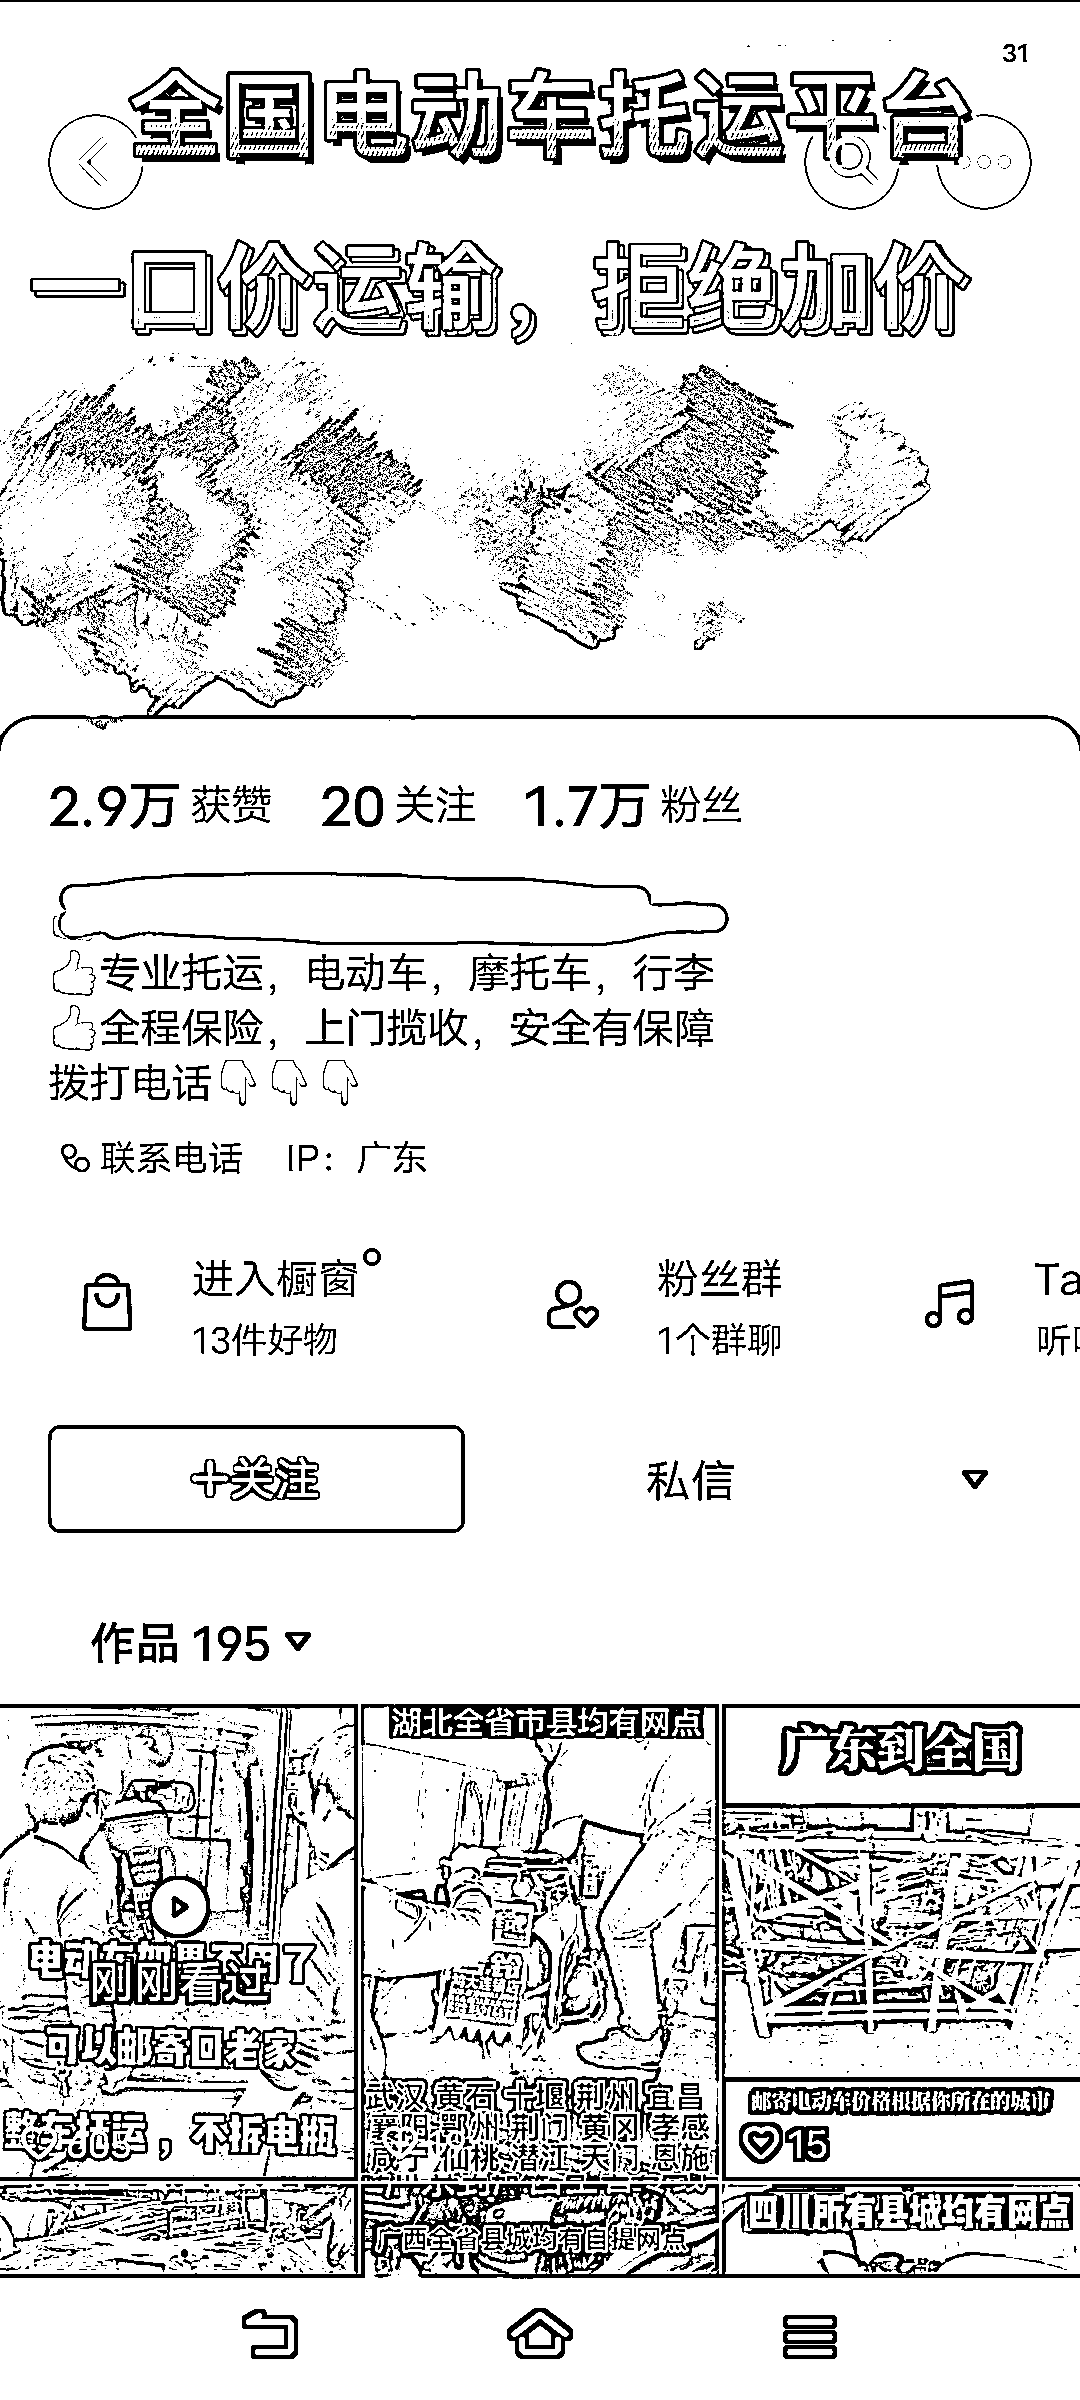 31
全国电动车托运平台
一口价运输，拒绝加价
2.9万 获赞 20 关注 1.7万 粉丝
专业托运，电动车，摩托车，行李
全程保险，上门揽收，安全有保障
拨打电话
联系电话 IP：广东
进入橱窗 粉丝群 Ta
13件好物 1个群聊 听
+关注 私信
作品 195
湖北全省市县均有网点
广东到全国
刚刚看过
可以邮寄回老家
整车托运，不拆电瓶
武汉 黄石 十堰 荆州 宜昌
襄阳 鄂州 荆门 黄冈 孝感
咸宁 仙桃 潜江 天门 恩施
邮寄电动车价格根据你所在的城市
15
广西全省县城均有自提网点
四川所有县城均有网点